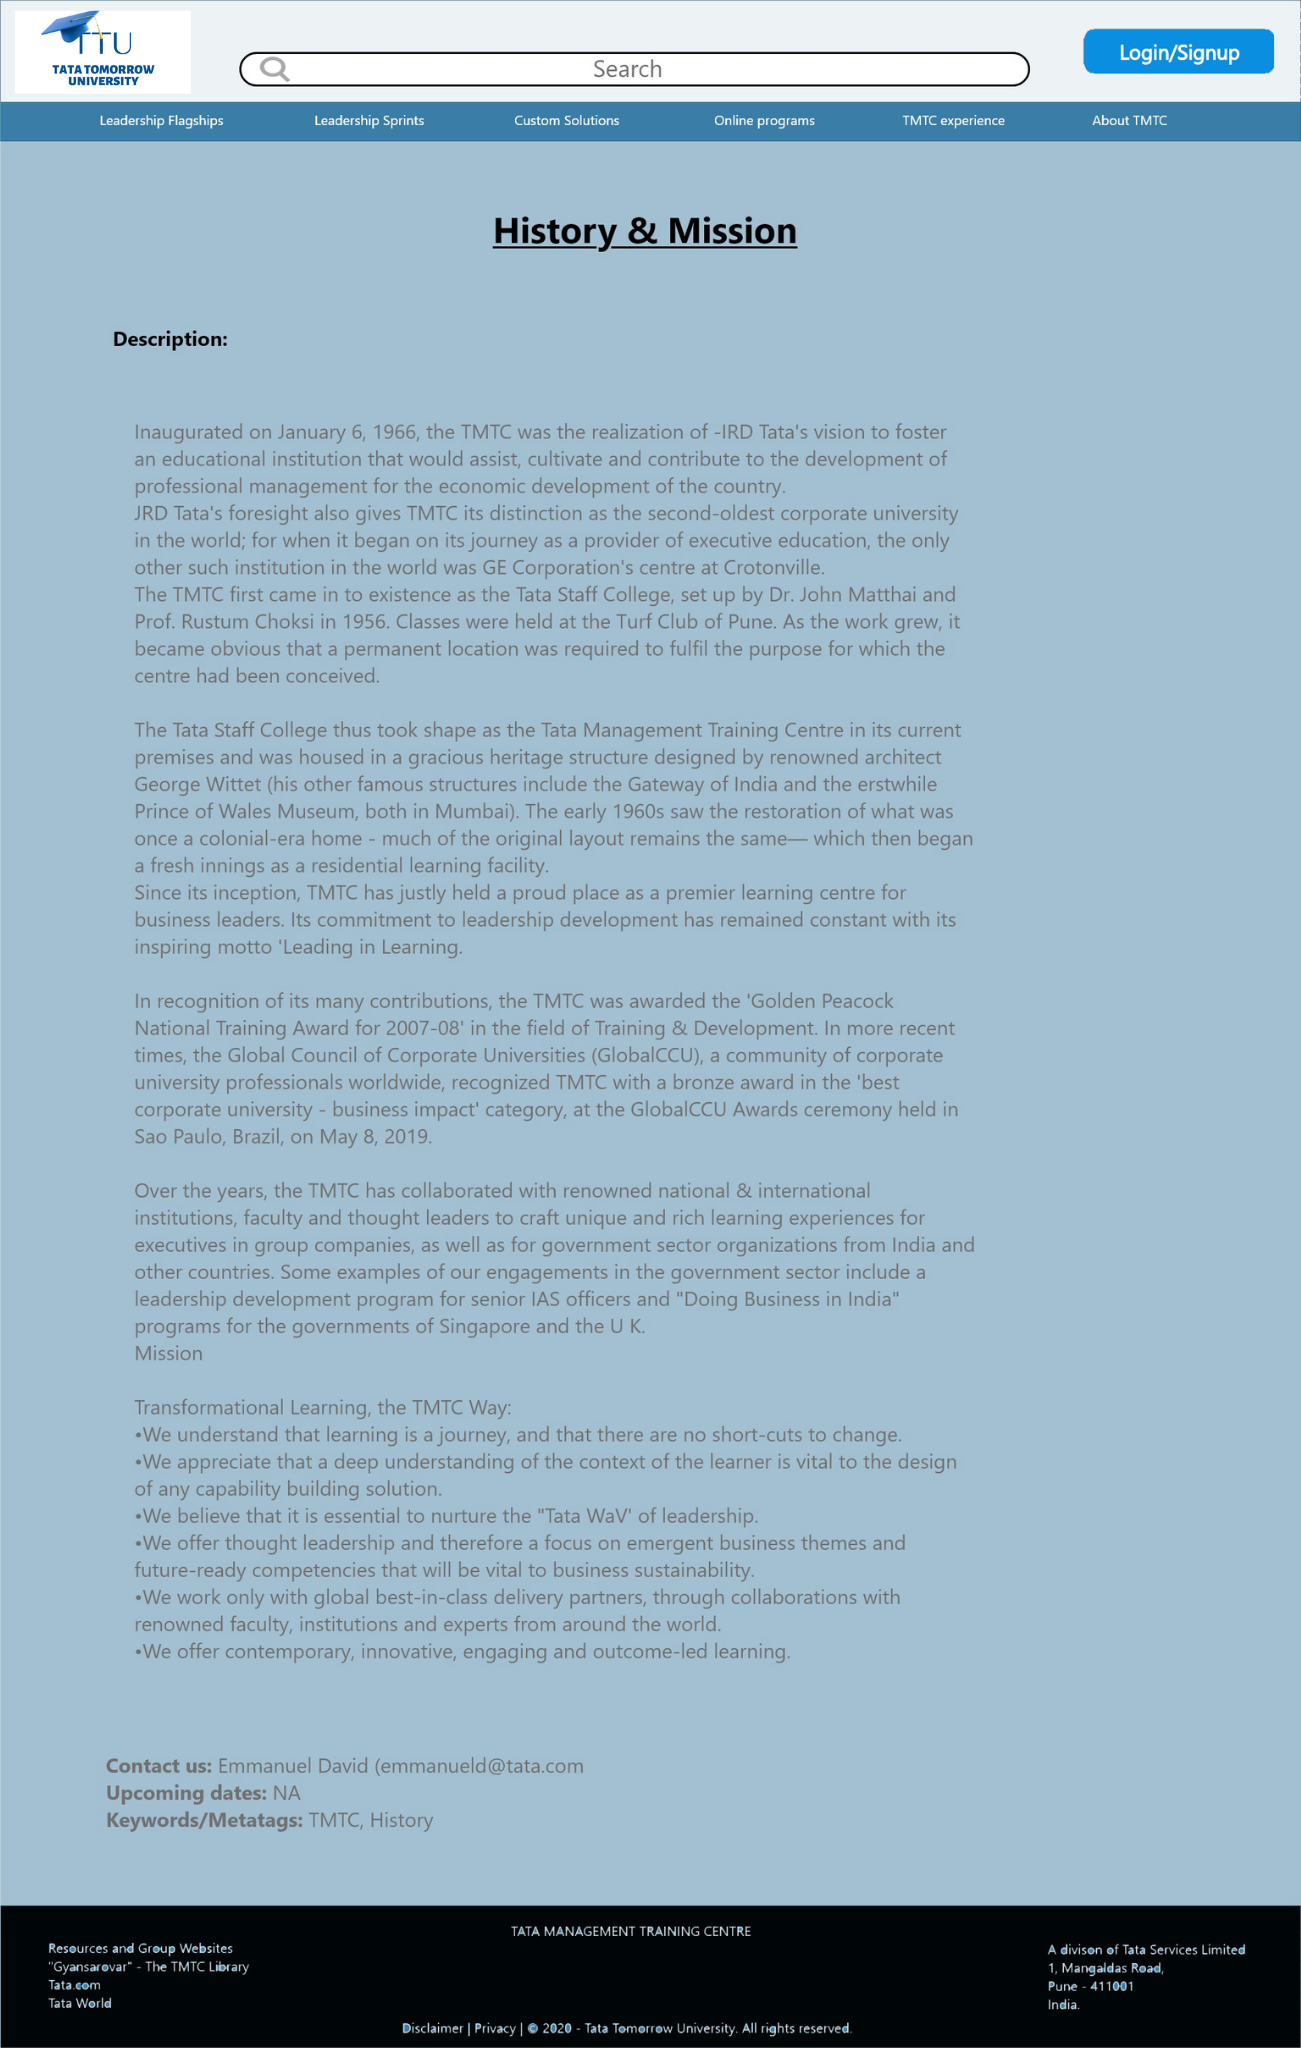 TTU
TATA TOMORROW
UNIVERSITY
Search
Login/Signup
Leadership Flagships
Leadership Sprints
Custom Solutions
Online programs
TMTC experience
About TMTC
History & Mission
Description:
Inaugurated on January 6, 1966, the TMTC was the realization of -IRD Tata's vision to foster
an educational institution that would assist, cultivate and contribute to the development of
professional management for the economic development of the country.
JRD Tata's foresight also gives TMTC its distinction as the second-oldest corporate university
in the world; for when it began on its journey as a provider of executive education, the only
other such institution in the world was GE Corporation's centre at Crotonville.
The TMTC first came in to existence as the Tata Staff College, set up by Dr. John Matthai and
Prof. Rustum Choksi in 1956. Classes were held at the Turf Club of Pune. As the work grew, it
became obvious that a permanent location was required to fulfil the purpose for which the
centre had been conceived.
The Tata Staff College thus took shape as the Tata Management Training Centre in its current
premises and was housed in a gracious heritage structure designed by renowned architect
George Wittet (his other famous structures include the Gateway of India and the erstwhile
Prince of Wales Museum, both in Mumbai). The early 1960s saw the restoration of what was
once a colonial-era home - much of the original layout remains the same— which then began
a fresh innings as a residential learning facility.
Since its inception, TMTC has justly held a proud place as a premier learning centre for
business leaders. Its commitment to leadership development has remained constant with its
inspiring motto 'Leading in Learning.
In recognition of its many contributions, the TMTC was awarded the 'Golden Peacock
National Training Award for 2007-08' in the field of Training & Development. In more recent
times, the Global Council of Corporate Universities (GlobalCCU), a community of corporate
university professionals worldwide, recognized TMTC with a bronze award in the 'best
corporate university - business impact' category, at the GlobalCCU Awards ceremony held in
Sao Paulo, Brazil, on May 8, 2019.
Over the years, the TMTC has collaborated with renowned national & international
institutions, faculty and thought leaders to craft unique and rich learning experiences for
executives in group companies, as well as for government sector organizations from India and
other countries. Some examples of our engagements in the government sector include a
leadership development program for senior IAS officers and "Doing Business in India"
programs for the governments of Singapore and the U K.
Mission
Transformational Learning, the TMTC Way:
•We understand that learning is a journey, and that there are no short-cuts to change.
•We appreciate that a deep understanding of the context of the learner is vital to the design
of any capability building solution.
•We believe that it is essential to nurture the "Tata WaV' of leadership.
•We offer thought leadership and therefore a focus on emergent business themes and
future-ready competencies that will be vital to business sustainability.
•We work only with global best-in-class delivery partners, through collaborations with
renowned faculty, institutions and experts from around the world.
•We offer contemporary, innovative, engaging and outcome-led learning.
Contact us: Emmanuel David (emmanueld@tata.com
Upcoming dates: NA
Keywords/Metatags: TMTC, History
TATA MANAGEMENT TRAINING CENTRE
Resources and Group Websites
"Gyansarovar" - The TMTC Library
Tata.com
Tata World
A divison of Tata Services Limited
1, Mangaldas Road,
Pune - 411001
India.
Disclaimer | Privacy | © 2020 - Tata Tomorrow University. All rights reserved.